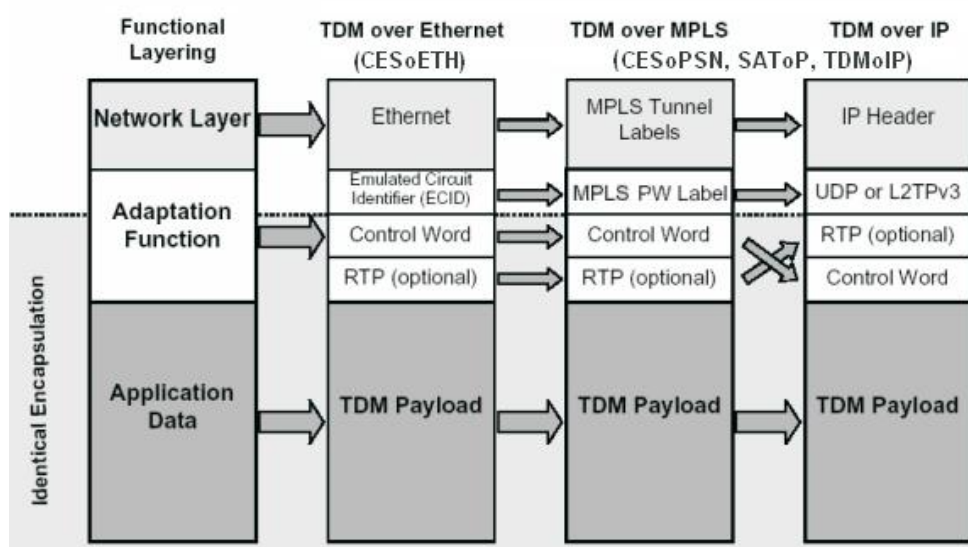 Functional
Layering
TDM over Ethernet
(CESoETH)
TDM over MPLS
TDM over IP
(CESoPSN, SAToP, TDMoIP)
Network Layer
Ethernet
MPLS Tunnel
Labels
IP Header
Adaptation
Function
Emulated Circuit
Identifier (ECID)
MPLS PW Label
UDP or L2TPv3
Control Word
Control Word
RTP (optional)
RTP (optional)
RTP (optional)
Control Word
Identical Encapsulation
Application
Data
TDM Payload
TDM Payload
TDM Payload